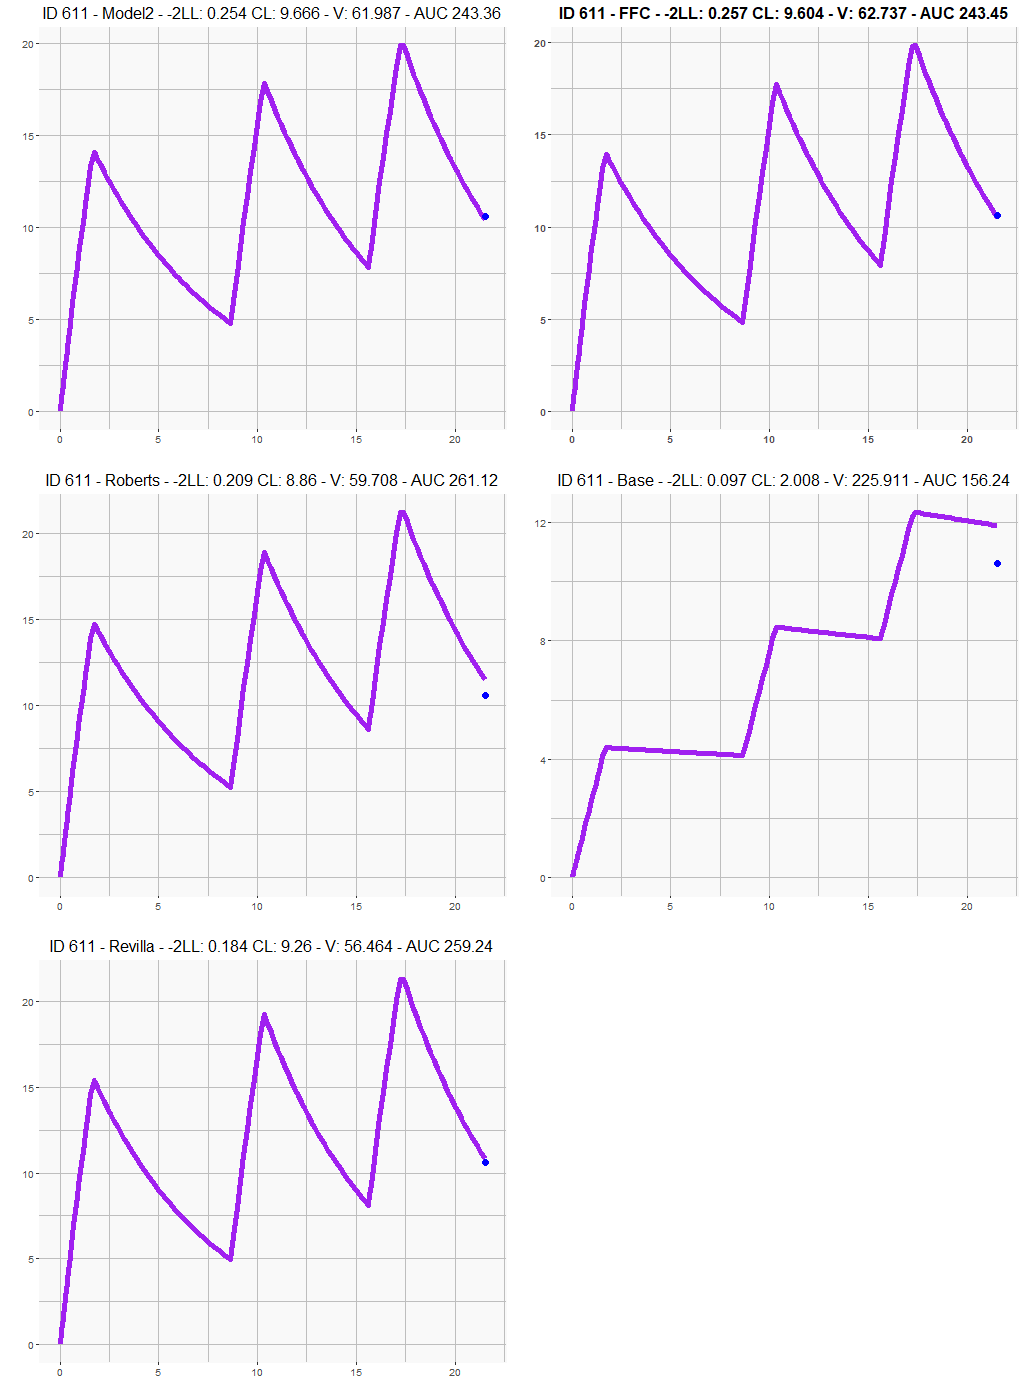 ID 611 - Model2 - -2LL: 0.254 CL: 9.666 - V: 61.987 - AUC 243.36
20
15
10
5
0
0 5 10 15 20
ID 611 - FFC - -2LL: 0.257 CL: 9.604 - V: 62.737 - AUC 243.45
20
15
10
5
0
0 5 10 15 20
ID 611 - Roberts - -2LL: 0.209 CL: 8.86 - V: 59.708 - AUC 261.12
20
15
10
5
0
0 5 10 15 20
ID 611 - Base - -2LL: 0.097 CL: 2.008 - V: 225.911 - AUC 156.24
12
8
4
0
0 5 10 15 20
ID 611 - Revilla - -2LL: 0.184 CL: 9.26 - V: 56.464 - AUC 259.24
20
15
10
5
0
0 5 10 15 20